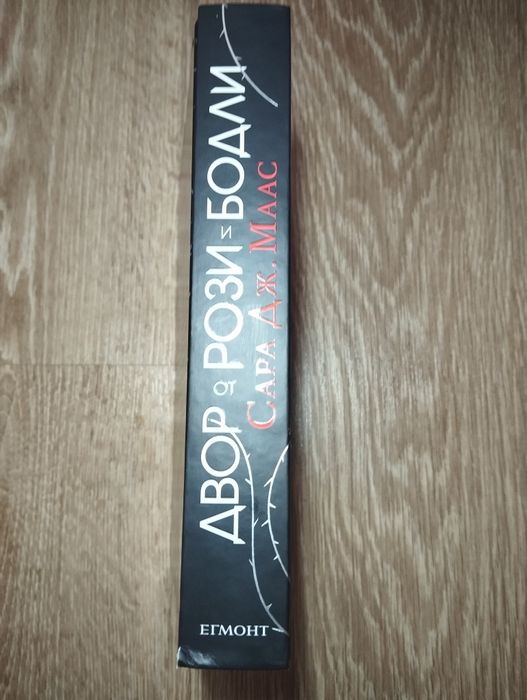 ДВОР от РОЗИ и БОДЛИ
САРА ДЖ. МААС
ЕГМОНТ